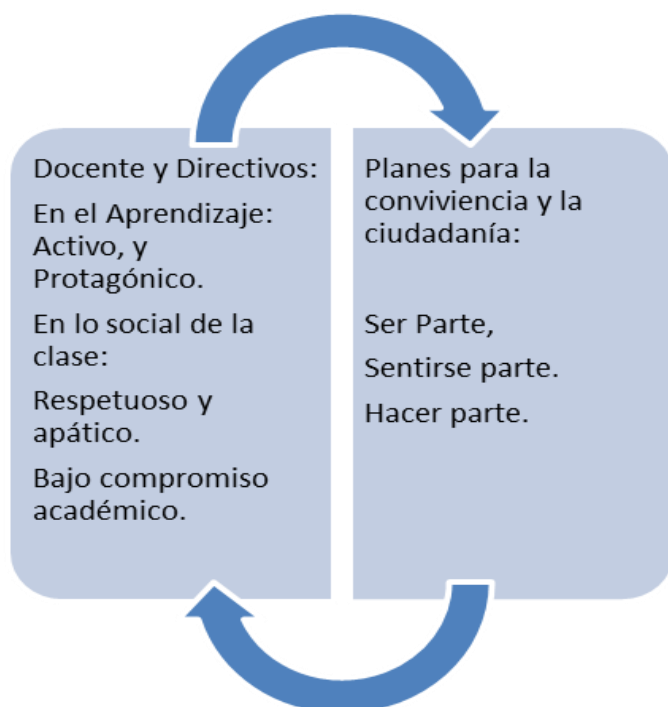 Docente y Directivos:
En el Aprendizaje:
Activo, y
Protagónico.
En lo social de la
clase:
Respetuoso y
apático.
Bajo compromiso
académico.
Planes para la
conviviencia y la
ciudadanía:
Ser Parte,
Sentirse parte.
Hacer parte.